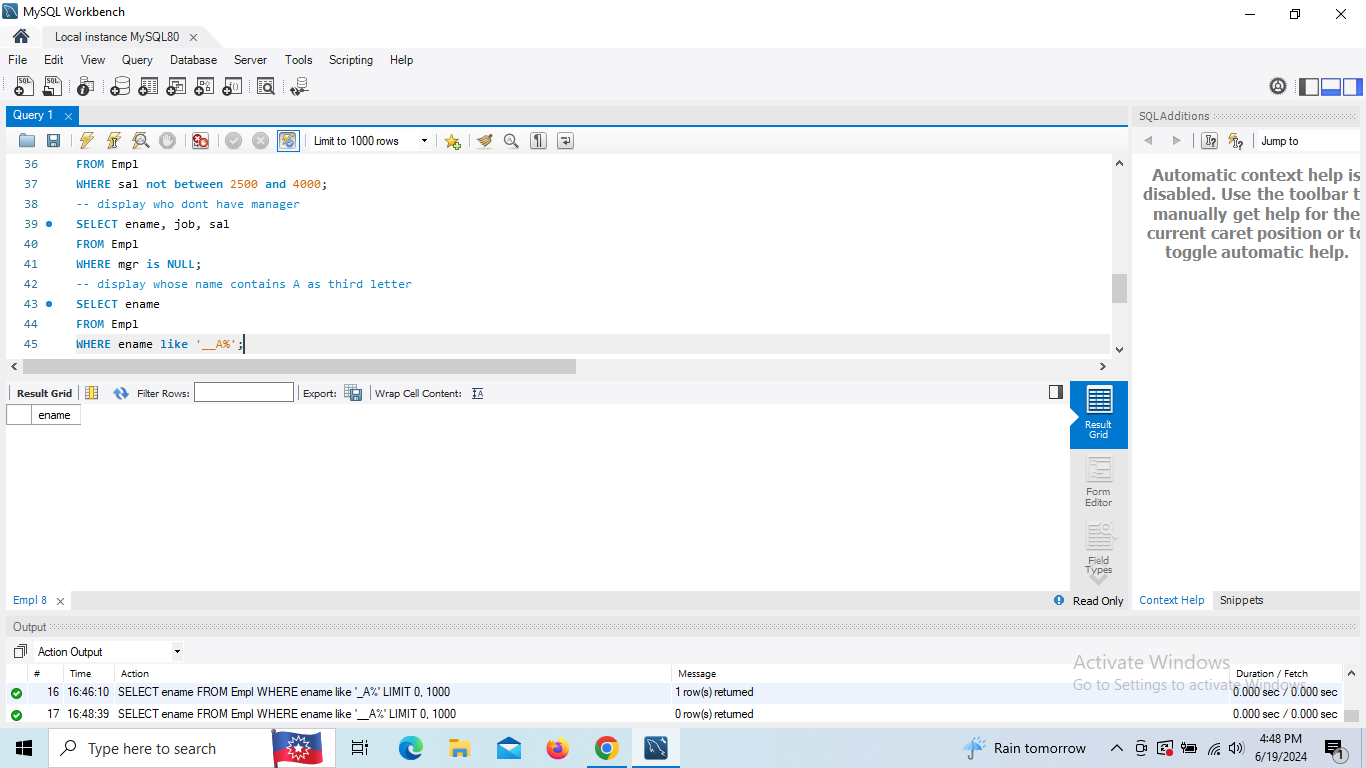 MySQL Workbench
Local instance MySQL80
File Edit View Query Database Server Tools Scripting Help
Query 1
SQLAdditions
Limit to 1000 rows
Jump to
36 FROM Empl
37 WHERE sal not between 2500 and 4000;
38 -- display who dont have manager
39 SELECT ename, job, sal
40 FROM Empl
41 WHERE mgr is NULL;
42 -- display whose name contains A as third letter
43 SELECT ename
44 FROM Empl
45 WHERE ename like '__A%';
Automatic context help is
disabled. Use the toolbar t
manually get help for the
current caret position or to
toggle automatic help.
Result Grid Filter Rows: Export: Wrap Cell Content:
ename
Result
Grid
Form
Editor
Field
Types
Empl 8
Read Only
Context Help Snippets
Output
Action Output
# Time Action Message Duration / Fetch
16 16:46:10 SELECT ename FROM Empl WHERE ename like '_A%' LIMIT 0, 1000 1 row(s) returned 0.000 sec / 0.000 sec
17 16:48:39 SELECT ename FROM Empl WHERE ename like '__A%' LIMIT 0, 1000 0 row(s) returned 0.000 sec / 0.000 sec
Activate Windows
Go to Settings to activate Windows.
Type here to search
Rain tomorrow
4:48 PM
6/19/2024
1